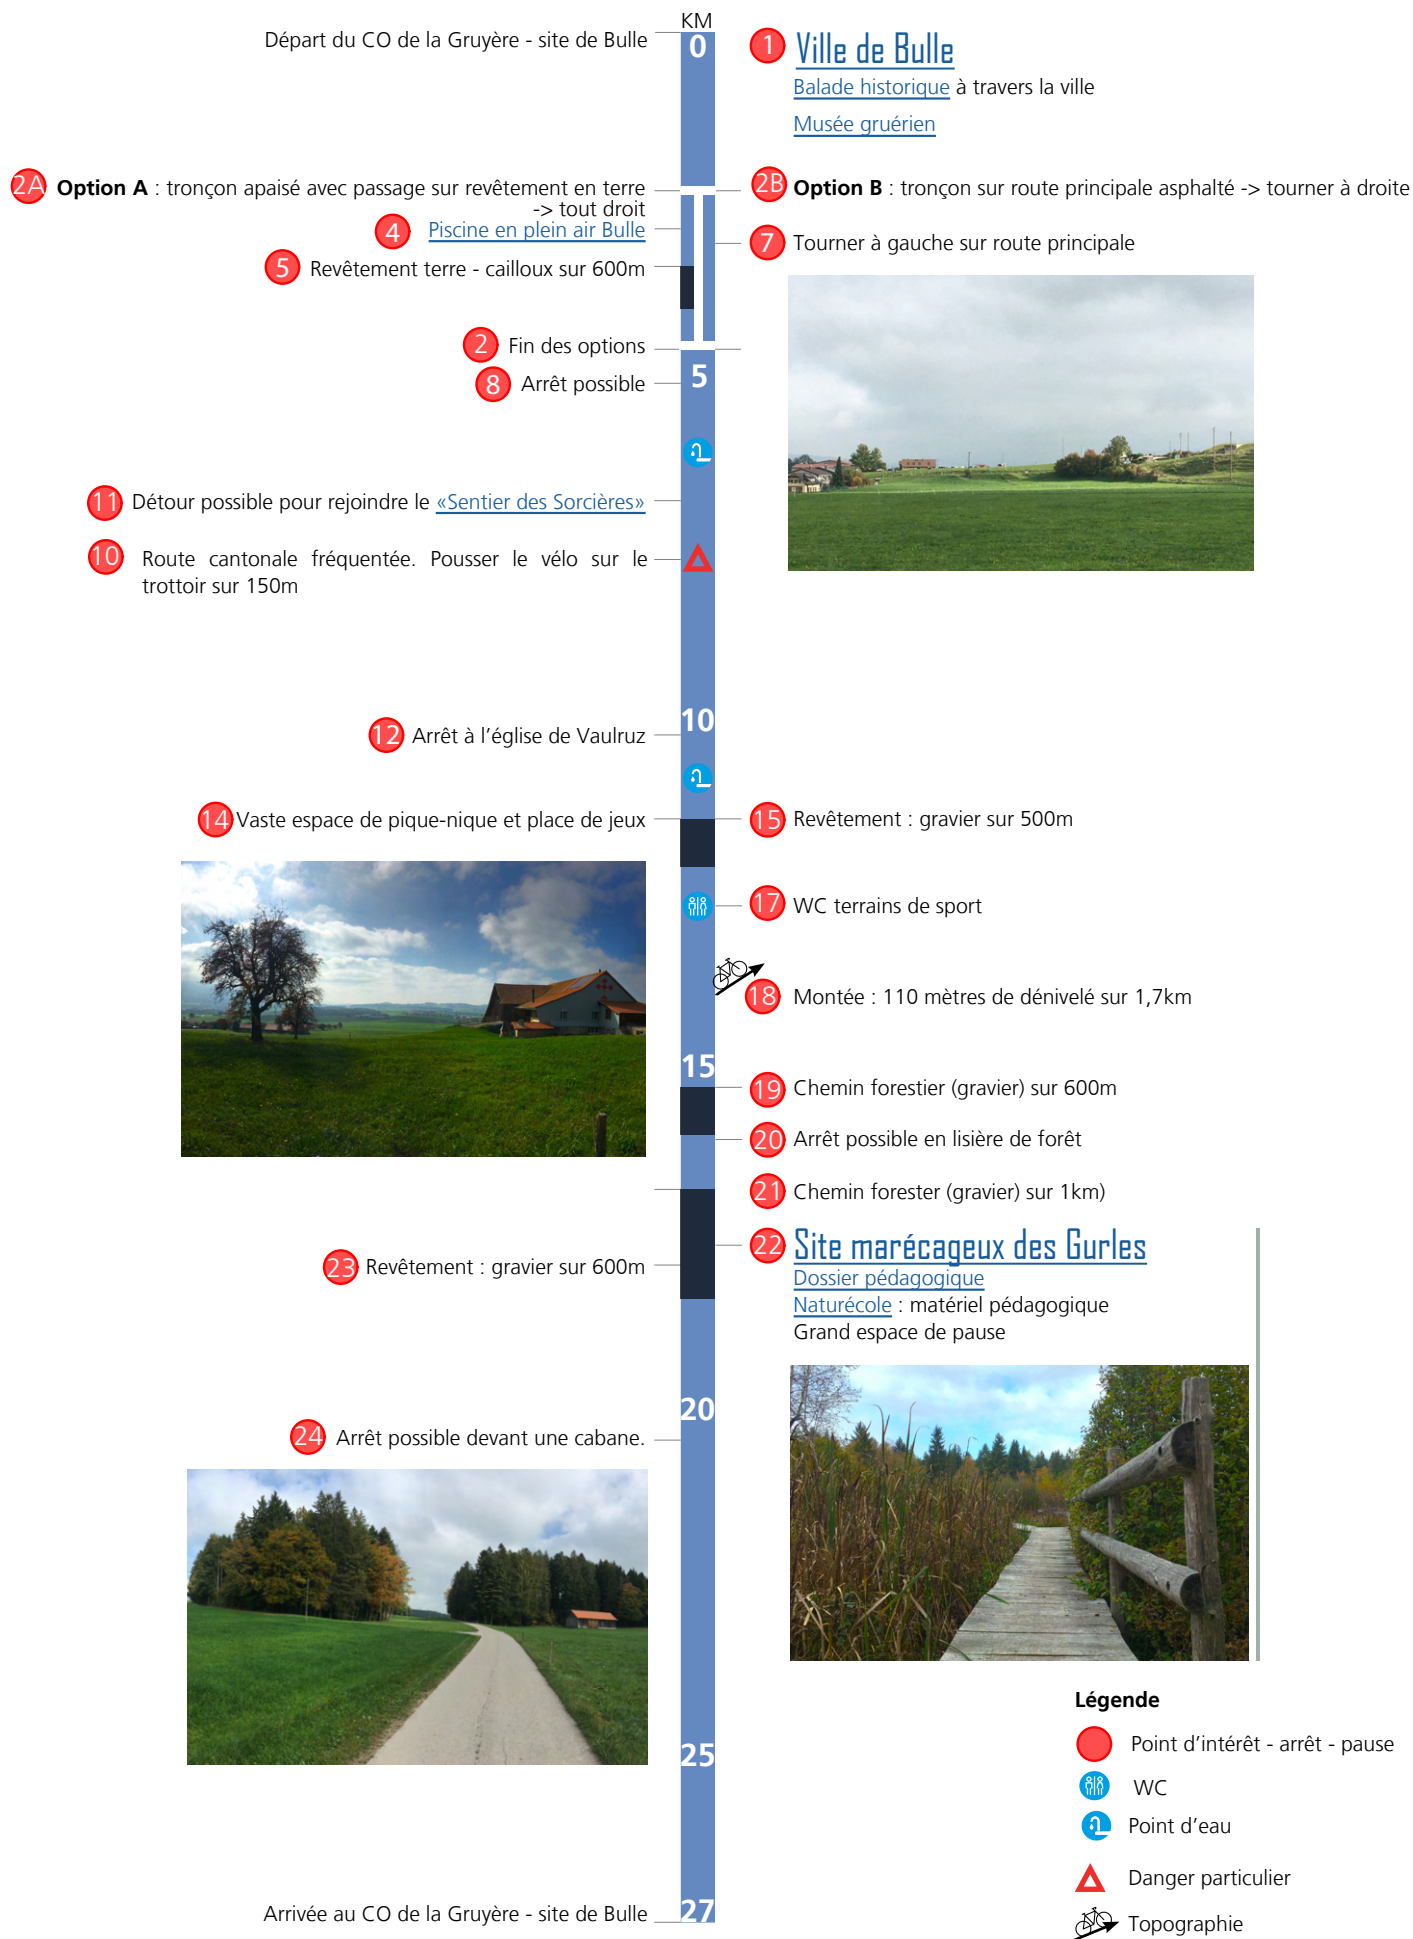 KM
Départ du CO de la Gruyère - site de Bulle
0
1 Ville de Bulle
Balade historique à travers la ville
Musée gruérien
2A Option A : tronçon apaisé avec passage sur revêtement en terre
-> tout droit
2B Option B : tronçon sur route principale asphalté -> tourner à droite
4 Piscine en plein air Bulle
7 Tourner à gauche sur route principale
5 Revêtement terre - cailloux sur 600m
2 Fin des options
5
8 Arrêt possible
11 Détour possible pour rejoindre le «Sentier des Sorcières»
10 Route cantonale fréquentée. Pousser le vélo sur le
trottoir sur 150m
10
12 Arrêt à l'église de Vaulruz
14 Vaste espace de pique-nique et place de jeux
15 Revêtement : gravier sur 500m
17 WC terrains de sport
18 Montée : 110 mètres de dénivelé sur 1,7km
15
19 Chemin forestier (gravier) sur 600m
20 Arrêt possible en lisière de forêt
21 Chemin forester (gravier) sur 1km)
22 Site marécageux des Gurles
Dossier pédagogique
Naturécole : matériel pédagogique
Grand espace de pause
23 Revêtement : gravier sur 600m
20
24 Arrêt possible devant une cabane.
25
Arrivée au CO de la Gruyère - site de Bulle
27
Légende
Point d'intérêt - arrêt - pause
WC
Point d'eau
Danger particulier
Topographie